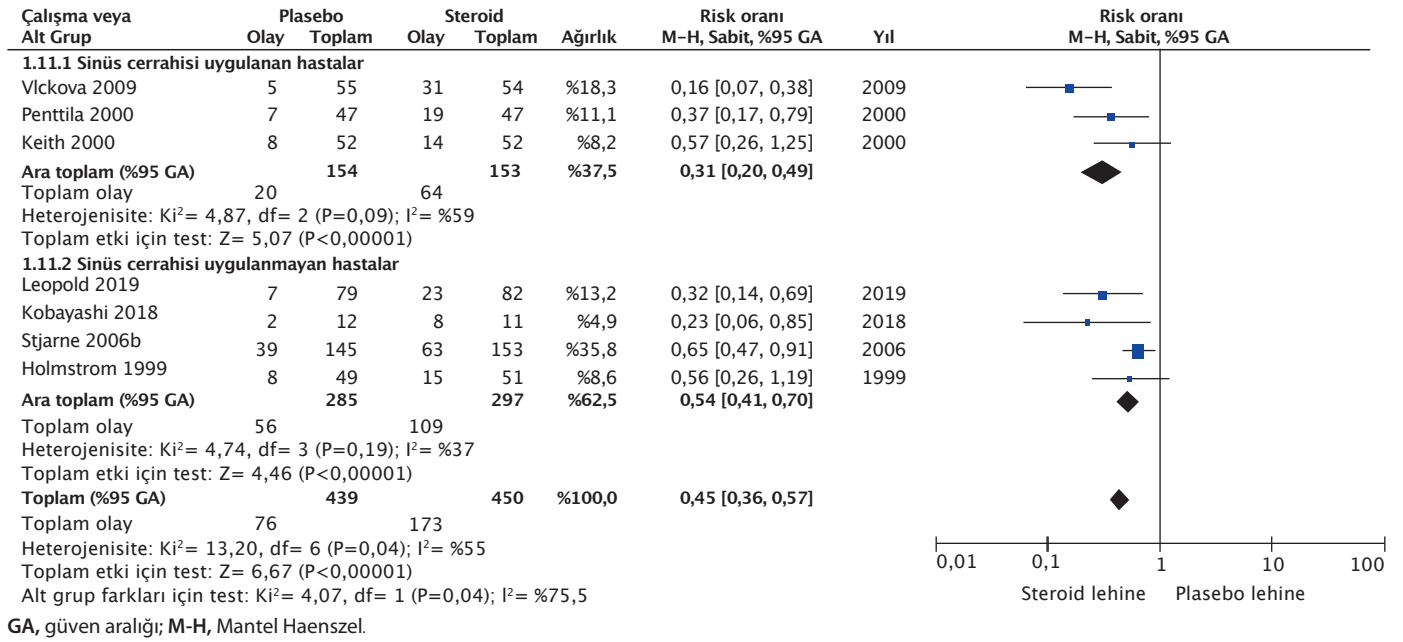 Çalışma veya Plasebo Steroid Risk oranı Risk oranı
Alt Grup Olay Toplam Olay Toplam Ağırlık M-H, Sabit, %95 GA Yıl M-H, Sabit, %95 GA
1.11.1 Sinüs cerrahisi uygulanan hastalar
Vlckova 2009 5 55 31 54 %18,3 0,16 [0,07, 0,38] 2009
Penttila 2000 7 47 19 47 %11,1 0,37 [0,17, 0,79] 2000
Keith 2000 8 52 14 52 %8,2 0,57 [0,26, 1,25] 2000
Ara toplam (%95 GA) 154 153 %37,5 0,31 [0,20, 0,49]
Toplam olay 20 64
Heterojenisite: Ki²= 4,87, df= 2 (P=0,09); I²= %59
Toplam etki için test: Z= 5,07 (P<0,00001)
1.11.2 Sinüs cerrahisi uygulanmayan hastalar
Leopold 2019 7 79 23 82 %13,2 0,32 [0,14, 0,69] 2019
Kobayashi 2018 2 12 8 11 %4,9 0,23 [0,06, 0,85] 2018
Stjarne 2006b 39 145 63 153 %35,8 0,65 [0,47, 0,91] 2006
Holmstrom 1999 8 49 15 51 %8,6 0,56 [0,26, 1,19] 1999
Ara toplam (%95 GA) 285 297 %62,5 0,54 [0,41, 0,70]
Toplam olay 56 109
Heterojenisite: Ki²= 4,74, df= 3 (P=0,19); I²= %37
Toplam etki için test: Z= 4,46 (P<0,00001)
Toplam (%95 GA) 439 450 %100,0 0,45 [0,36, 0,57]
Toplam olay 76 173
Heterojenisite: Ki²= 13,20, df= 6 (P=0,04); I²= %55
Toplam etki için test: Z= 6,67 (P<0,00001)
Alt grup farkları için test: Ki²= 4,07, df= 1 (P=0,04); I²= %75,5
0,01 0,1 1 10 100
Steroid lehine Plasebo lehine
GA, güven aralığı; M-H, Mantel Haenszel.